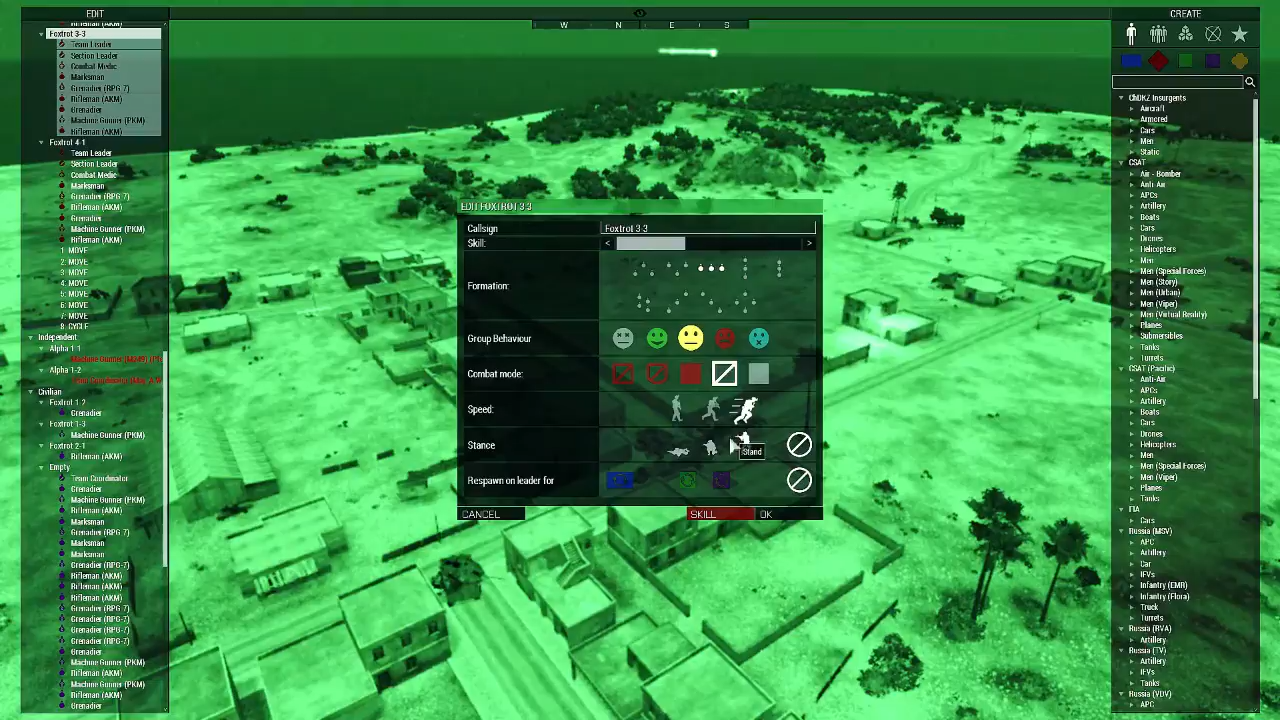 EDIT
Rifleman (AKM)
Foxtrot 3-3
Team Leader
Section Leader
Combat Medic
Marksman
Grenadier (RPG-7)
Rifleman (AKM)
Grenadier
Machine Gunner (PKM)
Rifleman (AKM)
Foxtrot 4-1
Team Leader
Section Leader
Combat Medic
Marksman
Grenadier (RPG-7)
Rifleman (AKM)
Grenadier
Machine Gunner (PKM)
Rifleman (AKM)
1: MOVE
2: MOVE
3: MOVE
4: MOVE
5: MOVE
6: MOVE
7: MOVE
8: CYCLE
Independent
Alpha 1-1
Alpha 1-2
Civilian
Foxtrot 1-2
Grenadier
Foxtrot 1-3
Machine Gunner (PKM)
Foxtrot 2-1
Rifleman (AKM)
Empty
Team Coordinator
Grenadier
Machine Gunner (PKM)
Rifleman (AKM)
Marksman
Grenadier (RPG-7)
Marksman
Marksman
Grenadier (RPG-7)
Rifleman (AKM)
Rifleman (AKM)
Rifleman (AKM)
Grenadier (RPG-7)
Rifleman (AKM)
Grenadier (RPG-7)
Grenadier (RPG-7)
Grenadier
Machine Gunner (PKM)
Rifleman (AKM)
Machine Gunner (PKM)
Rifleman (AKM)
Grenadier
W N E S
EDIT FOXTROT 3-3
Callsign Foxtrot 3-3
Skill: < >
Formation:
Group Behaviour
Combat mode:
Speed:
Stance
Stand
Respawn on leader for
CANCEL SKILL OK
CREATE
ChDKZ Insurgents
Aircraft
Armored
Cars
Men
Static
CSAT
Air - Bomber
Anti-Air
APCs
Artillery
Boats
Cars
Drones
Helicopters
Men
Men (Special Forces)
Men (Story)
Men (Urban)
Men (Viper)
Men (Virtual Reality)
Planes
Submersibles
Tanks
Turrets
CSAT (Pacific)
Anti-Air
APCs
Artillery
Boats
Cars
Drones
Helicopters
Men
Men (Special Forces)
Men (Viper)
Planes
Tanks
FIA
Cars
Russia (MSV)
APC
Artillery
Car
IFVs
Infantry (EMR)
Infantry (Flora)
Truck
Turrets
Russia (RVA)
Artillery
Russia (TV)
Artillery
IFVs
Tanks
Russia (VDV)
APC